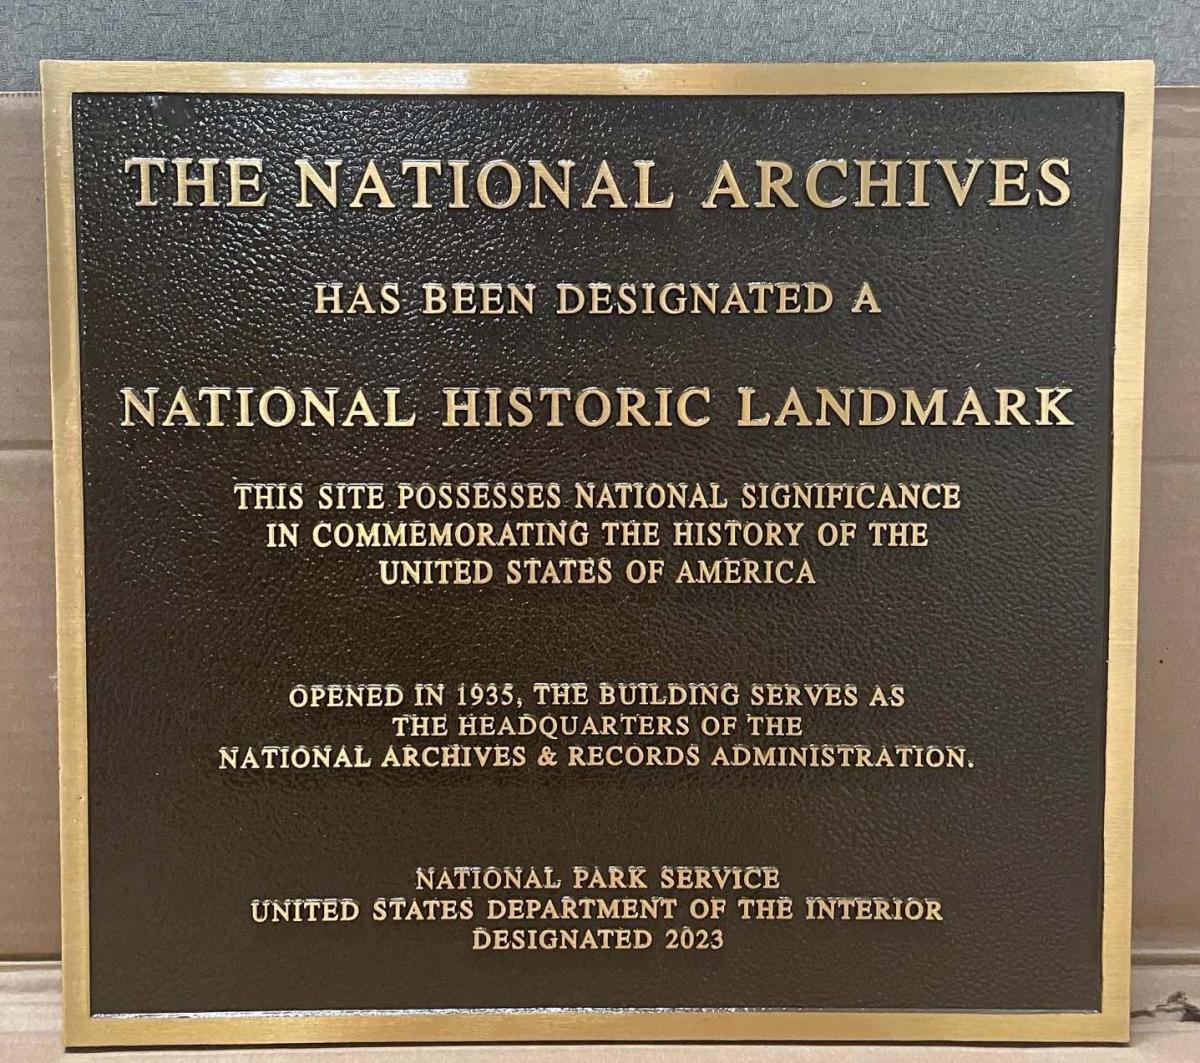 THE NATIONAL ARCHIVES
HAS BEEN DESIGNATED A
NATIONAL HISTORIC LANDMARK
THIS SITE POSSESSES NATIONAL SIGNIFICANCE
IN COMMEMORATING THE HISTORY OF THE
UNITED STATES OF AMERICA
OPENED IN 1935, THE BUILDING SERVES AS
THE HEADQUARTERS OF THE
NATIONAL ARCHIVES & RECORDS ADMINISTRATION.
NATIONAL PARK SERVICE
UNITED STATES DEPARTMENT OF THE INTERIOR
DESIGNATED 2023